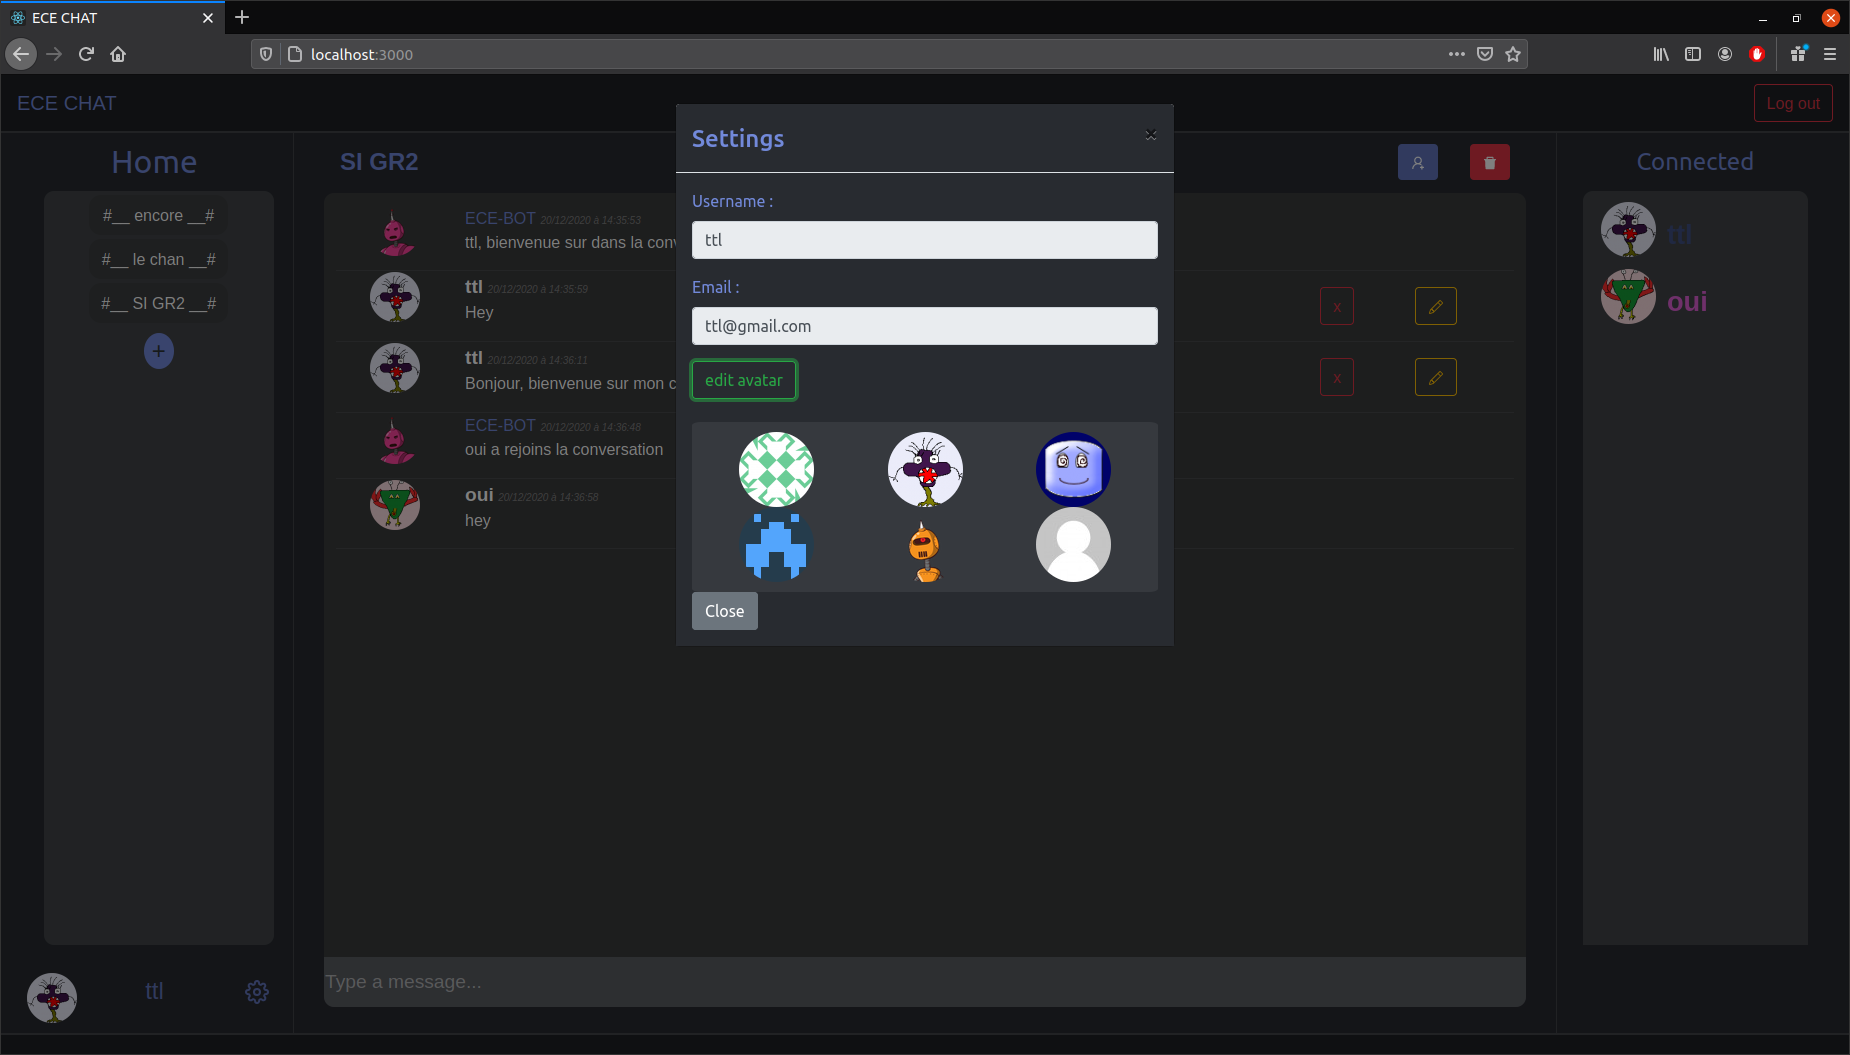 ECE CHAT
localhost:3000
ECE CHAT
Log out
Home
#__ encore __#
#__ le chan __#
#__ SI GR2 __#
+
ttl
SI GR2
ECE-BOT 20/12/2020 à 14:35:53
ttl, bienvenue sur dans la con
ttl 20/12/2020 à 14:35:59
Hey
X
ttl 20/12/2020 à 14:36:11
Bonjour, bienvenue sur mon c
X
ECE-BOT 20/12/2020 à 14:36:48
oui a rejoins la conversation
oui 20/12/2020 à 14:36:58
hey
Type a message...
Settings
×
Username :
ttl
Email :
ttl@gmail.com
edit avatar
Close
Connected
ttl
oui